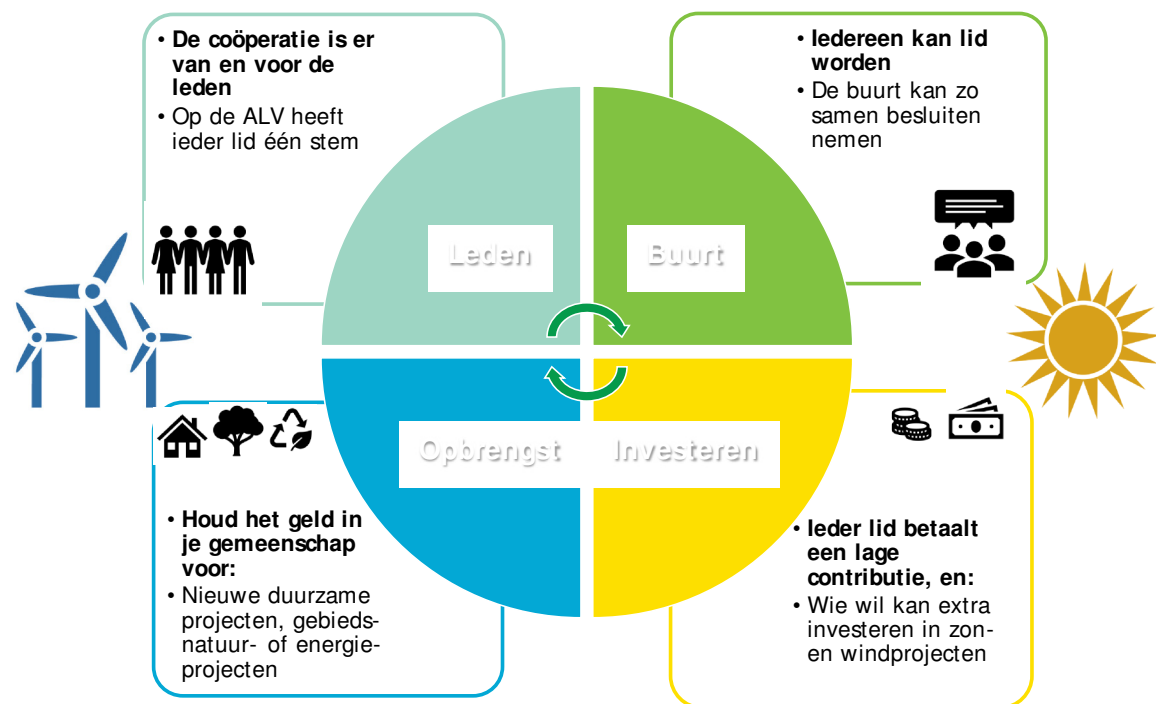 • De coöperatie is er
van en voor de
leden
• Op de ALV heeft
ieder lid één stem
• Iedereen kan lid
worden
• De buurt kan zo
samen besluiten
nemen
Leden
Buurt
Opbrengst
Investeren
• Houd het geld in
je gemeenschap
voor:
• Nieuwe duurzame
projecten, gebieds-
natuur- of energie-
projecten
• Ieder lid betaalt
een lage
contributie, en:
• Wie wil kan extra
investeren in zon-
en windprojecten